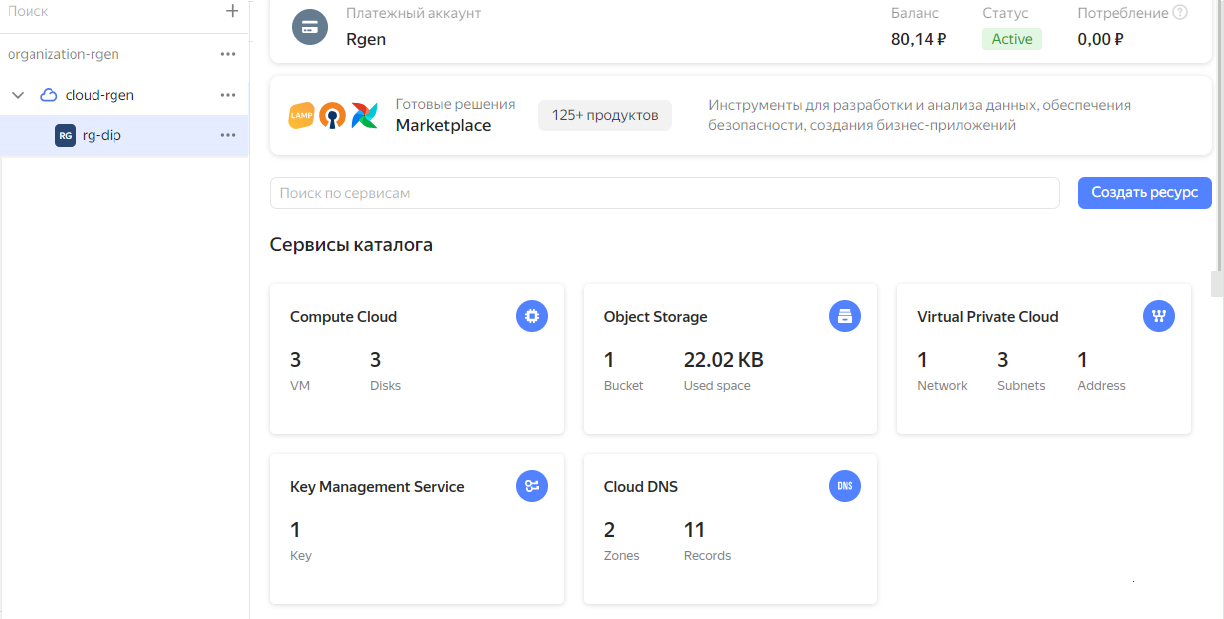 Поиск
organization-rgen
cloud-rgen
RG rg-dip
Платежный аккаунт
Rgen
Баланс
80,14 ₽
Статус
Active
Потребление
0,00 ₽
LAMP
Готовые решения
Marketplace
125+ продуктов
Инструменты для разработки и анализа данных, обеспечения
безопасности, создания бизнес-приложений
Поиск по сервисам
Создать ресурс
Сервисы каталога
Compute Cloud
3 3
VM Disks
Object Storage
1 22.02 KB
Bucket Used space
Virtual Private Cloud
1 3 1
Network Subnets Address
Key Management Service
1
Key
Cloud DNS
DNS
2 11
Zones Records